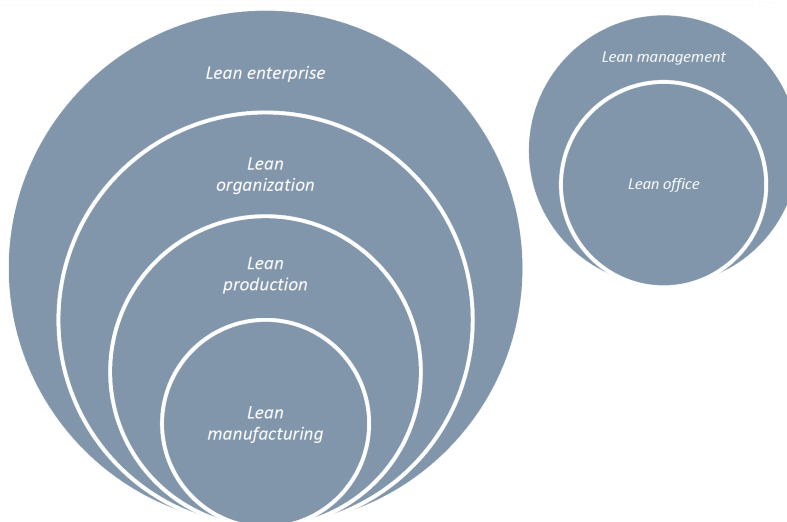 Lean enterprise
Lean
organization
Lean
production
Lean
manufacturing
Lean management
Lean office